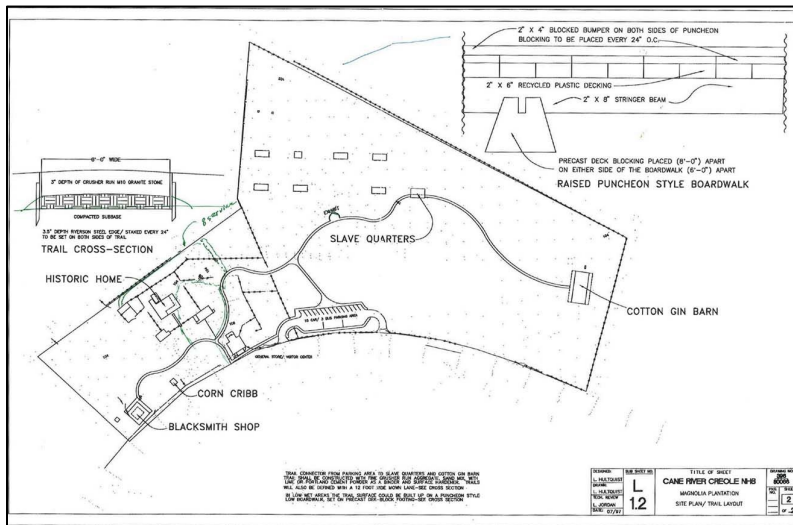 2" X 4" BLOCKED BUMPER ON BOTH SIDES OF PUNCHEON
BLOCKING TO BE PLACED EVERY 24" O.C.
2" X 6" RECYCLED PLASTIC DECKING
2" X 8" STRINGER BEAM
PRECAST DECK BLOCKING PLACED (8'-0") APART
ON EITHER SIDE OF THE BOARDWALK (6'-0") APART
RAISED PUNCHEON STYLE BOARDWALK
WIDE
3" DEPTH OF CRUSHER RUN M10 GRANITE STONE
COMPACTED SUBBASE
3.5" DEPTH RYERSON STEEL EDGE/ STAKED EVERY 24"
TO BE SET ON BOTH SIDES OF TRAIL
TRAIL CROSS-SECTION
HISTORIC HOME
SLAVE QUARTERS
COTTON GIN BARN
BUS PARKING AREA
GENERAL STORE/ VISITOR CENTER
CORN CRIBB
BLACKSMITH SHOP
TRAIL CONNECTOR FROM PARKING AREA TO SLAVE QUARTERS AND COTTON GIN BARN
TRAIL SHALL BE CONSTRUCTED WITH FINE CRUSHER RUN AGGREGATE, SAND MIX, WITH
LIME OR PORTLAND CEMENT POWDER AS A BINDER AND SURFACE HARDENER. TRAILS
WILL ALSO BE DEFINED WITH A 12 FOOT WIDE MOWN LANE-SEE CROSS SECTION
IN LOW WET AREAS THE TRAIL SURFACE COULD BE BUILT UP ON A PUNCHEON STYLE
LOW BOARDWALK, SET ON PRECAST DEK-BLOCK FOOTING-SEE CROSS SECTION
DESIGNED:
L. HULTQUIST
DRAWN:
L. HULTQUIST
TECH. REVIEW
L. JORDAN
DATE: 07/97
SUB SHEET NO.
L
1.2
TITLE OF SHEET
CANE RIVER CREOLE NHB
MAGNOLIA PLANTATION
SITE PLAN/ TRAIL LAYOUT
DRAWING NO.
2